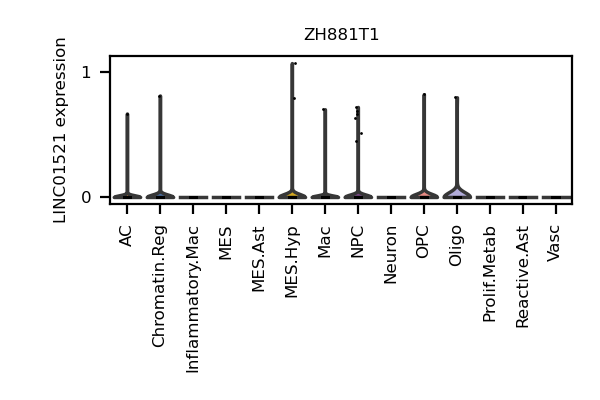 ZH881T1
LINC01521 expression
1
0
AC
Chromatin.Reg
Inflammatory.Mac
MES
MES.Ast
MES.Hyp
Mac
NPC
Neuron
OPC
Oligo
Prolif.Metab
Reactive.Ast
Vasc